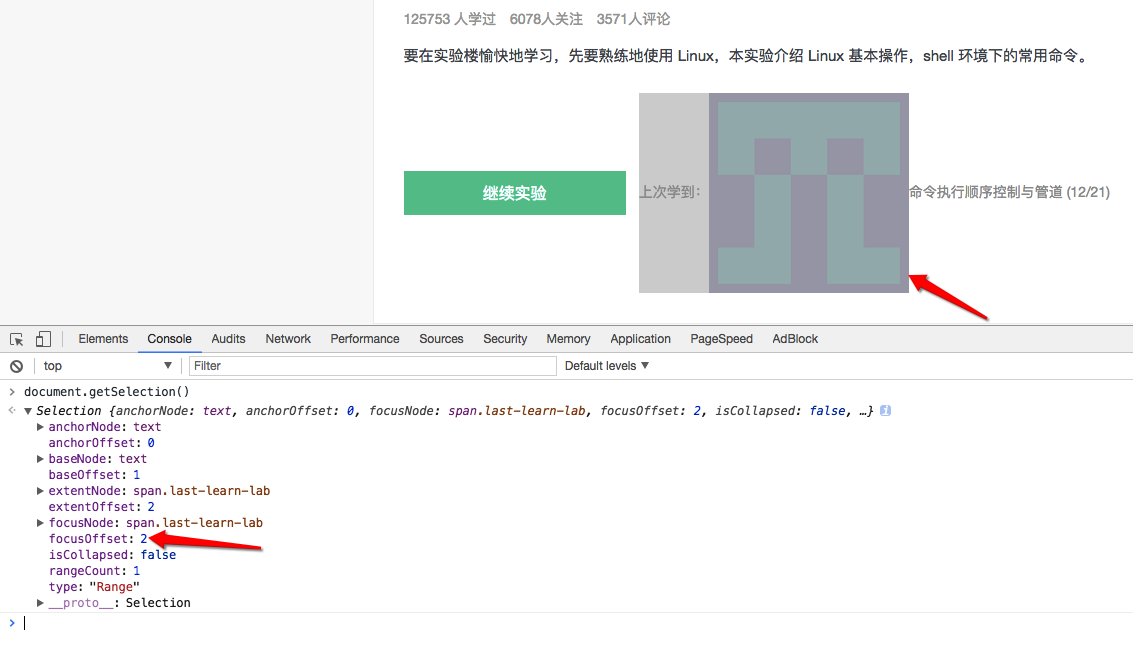 125753 人学过 6078人关注 3571人评论
要在实验楼愉快地学习，先要熟练地使用 Linux，本实验介绍 Linux 基本操作，shell 环境下的常用命令。
继续实验 上次学到： 命令执行顺序控制与管道 (12/21)
Elements Console Audits Network Performance Sources Security Memory Application PageSpeed AdBlock
top ▼ Filter Default levels ▼
> document.getSelection()
▼ Selection {anchorNode: text, anchorOffset: 0, focusNode: span.last-learn-lab, focusOffset: 2, isCollapsed: false, …} i
▶ anchorNode: text
anchorOffset: 0
▶ baseNode: text
baseOffset: 1
▶ extentNode: span.last-learn-lab
extentOffset: 2
▶ focusNode: span.last-learn-lab
focusOffset: 2
isCollapsed: false
rangeCount: 1
type: "Range"
▶ __proto__: Selection
>